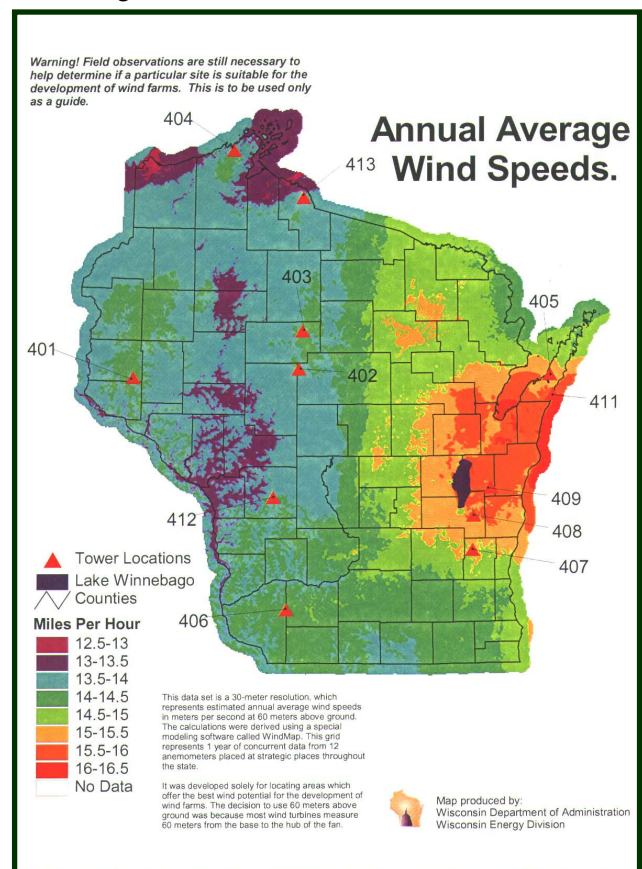 Warning! Field observations are still necessary to
help determine if a particular site is suitable for the
development of wind farms. This is to be used only
as a guide.
404
Annual Average
Wind Speeds.
413
403
405
401
402
411
409
412
408
407
406
Tower Locations
Lake Winnebago
Counties
Miles Per Hour
12.5-13
13-13.5
13.5-14
14-14.5
14.5-15
15-15.5
15.5-16
16-16.5
No Data
This data set is a 30-meter resolution, which
represents estimated annual average wind speeds
in meters per second at 60 meters above ground.
The calculations were derived using a special
modeling software called WindMap. This grid
represents 1 year of concurrent data from 12
anemometers placed at strategic places throughout
the state.
It was developed solely for locating areas which
offer the best wind potential for the development of
wind farms. The decision to use 60 meters above
ground was because most wind turbines measure
60 meters from the base to the hub of the fan.
Map produced by:
Wisconsin Department of Administration
Wisconsin Energy Division